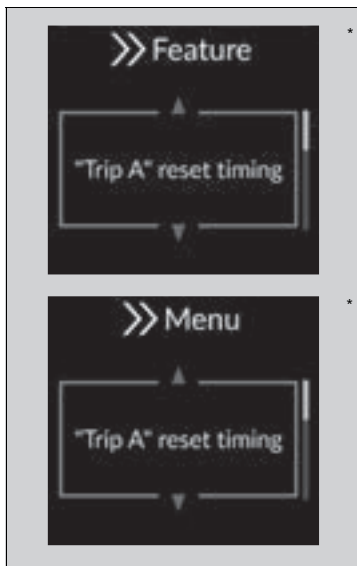 >> Feature
*
"Trip A" reset timing
>> Menu
*
"Trip A" reset timing